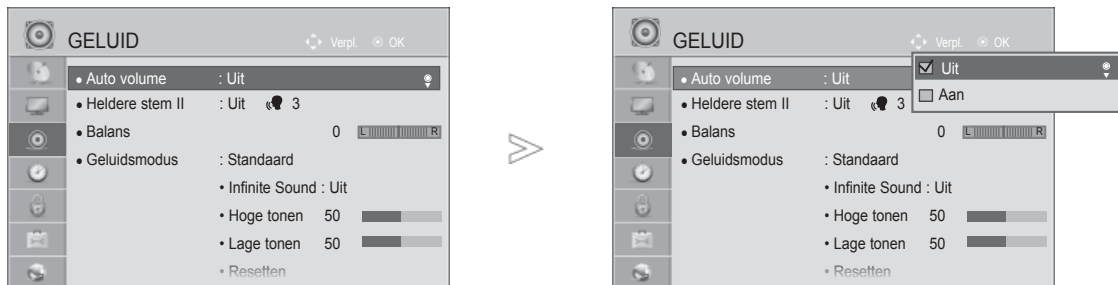 GELUID
Verpl. OK
• Auto volume : Uit
• Heldere stem II : Uit 3
• Balans 0 L R
• Geluidsmodus : Standaard
• Infinite Sound : Uit
• Hoge tonen 50
• Lage tonen 50
• Resetten
>
GELUID
Verpl. OK
• Auto volume : Uit
Uit
Aan
• Heldere stem II : Uit 3
• Balans 0 L R
• Geluidsmodus : Standaard
• Infinite Sound : Uit
• Hoge tonen 50
• Lage tonen 50
• Resetten